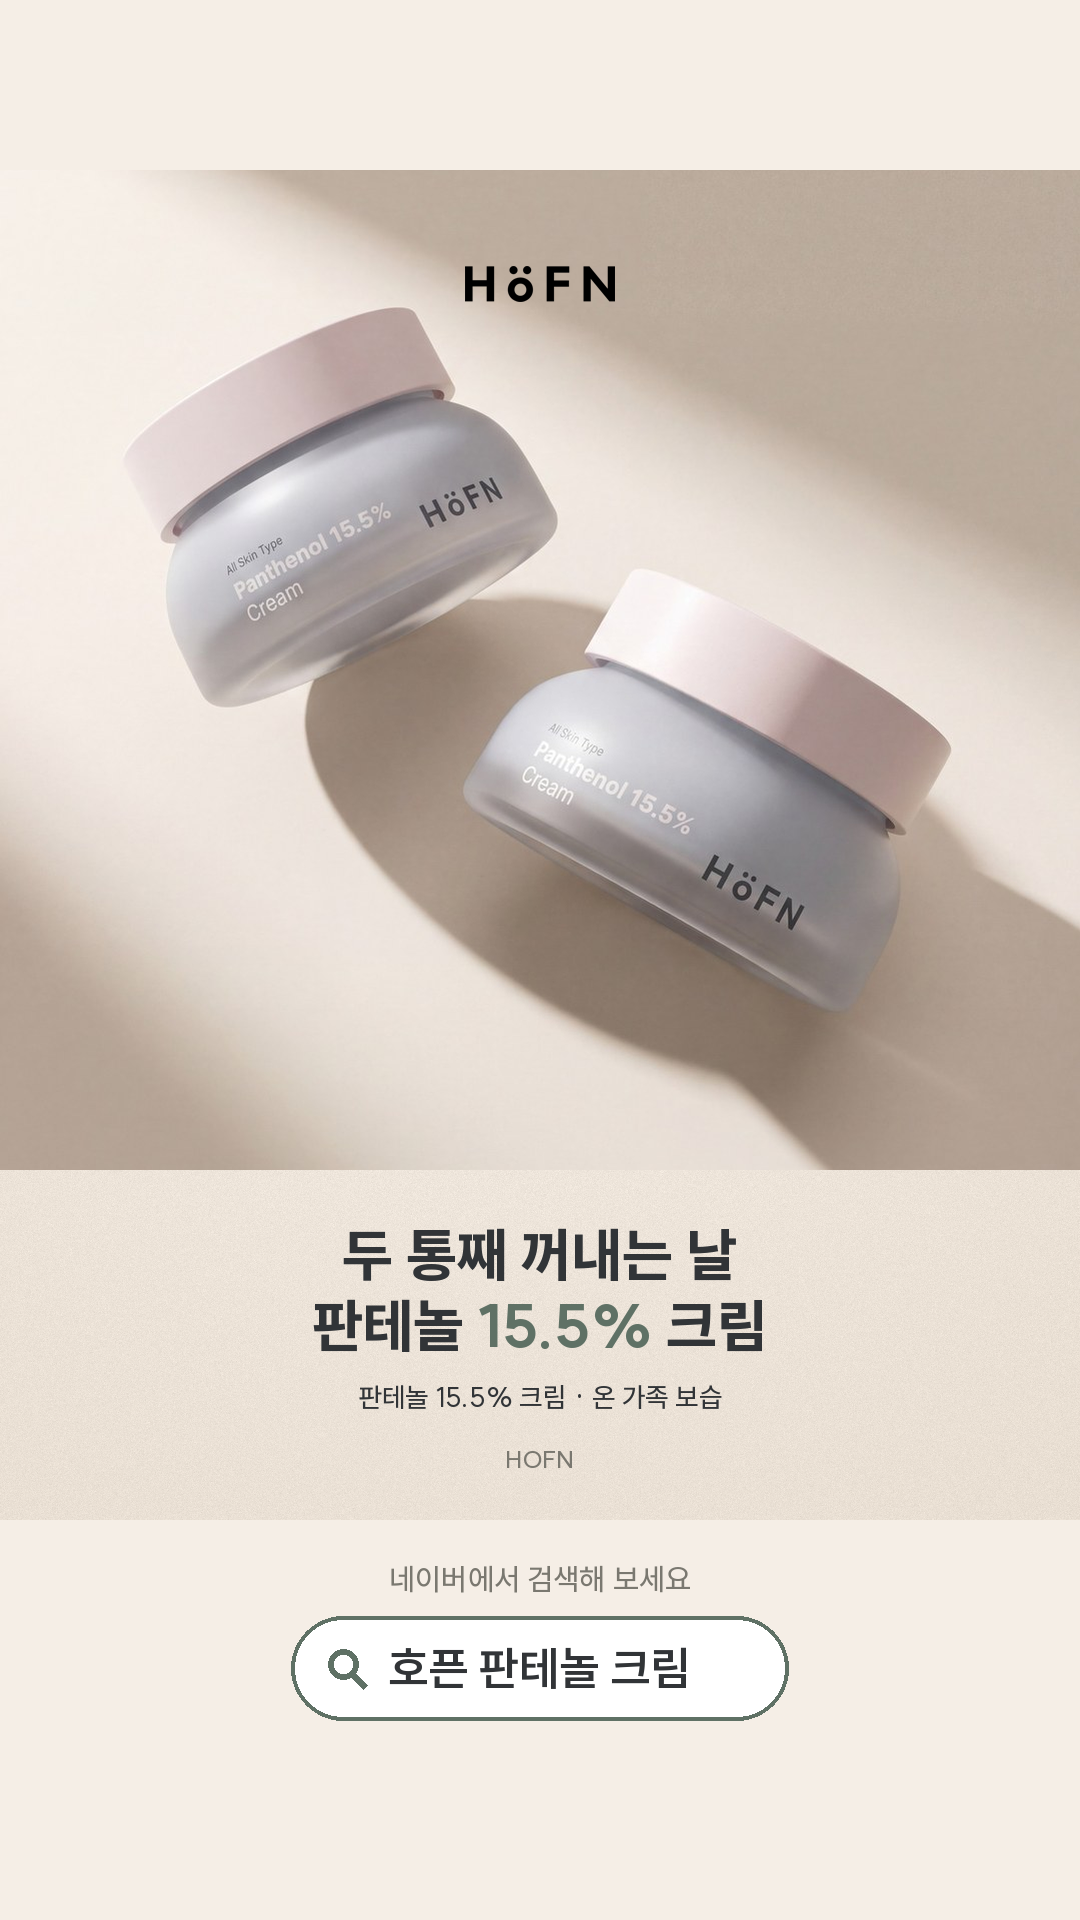 HöFN
All Skin Type
Panthenol 15.5%
Cream
HöFN
All Skin Type
Panthenol 15.5%
Cream
HöFN
두 통째 꺼내는 날
판테놀 15.5% 크림
판테놀 15.5% 크림 · 온 가족 보습
HOFN
네이버에서 검색해 보세요
호픈 판테놀 크림